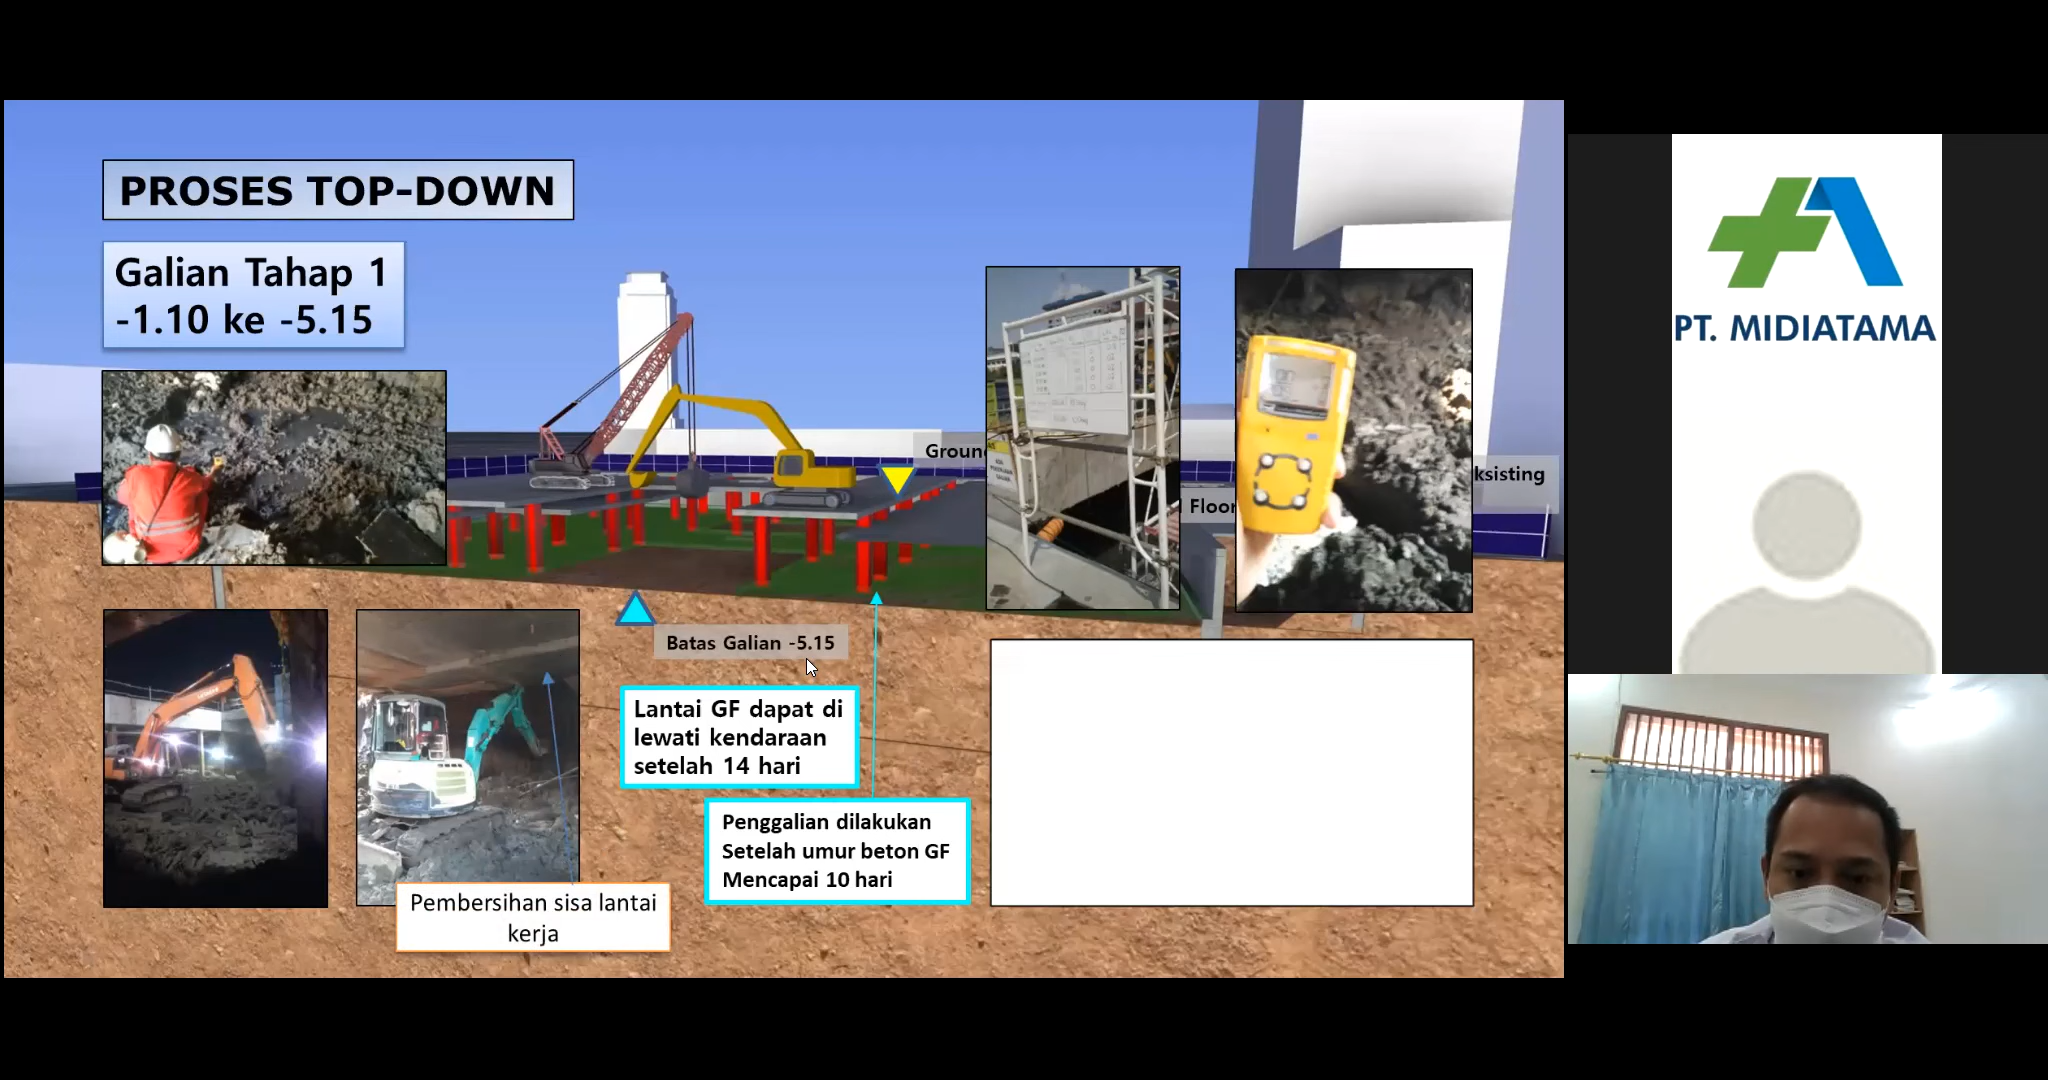 PROSES TOP-DOWN
Galian Tahap 1
-1.10 ke -5.15
Ground
Floor
ksisting
Batas Galian -5.15
Lantai GF dapat di
lewati kendaraan
setelah 14 hari
Penggalian dilakukan
Setelah umur beton GF
Mencapai 10 hari
Pembersihan sisa lantai
kerja
PT. MIDIATAMA